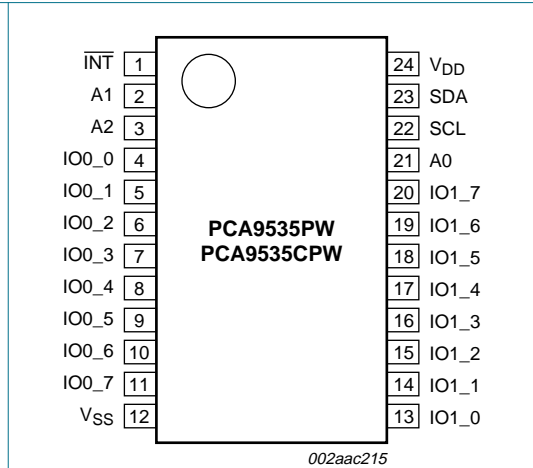 INT 1
A1 2
A2 3
IO0_0 4
IO0_1 5
IO0_2 6
IO0_3 7
IO0_4 8
IO0_5 9
IO0_6 10
IO0_7 11
VSS 12
PCA9535PW
PCA9535CPW
24 VDD
23 SDA
22 SCL
21 A0
20 IO1_7
19 IO1_6
18 IO1_5
17 IO1_4
16 IO1_3
15 IO1_2
14 IO1_1
13 IO1_0
002aac215